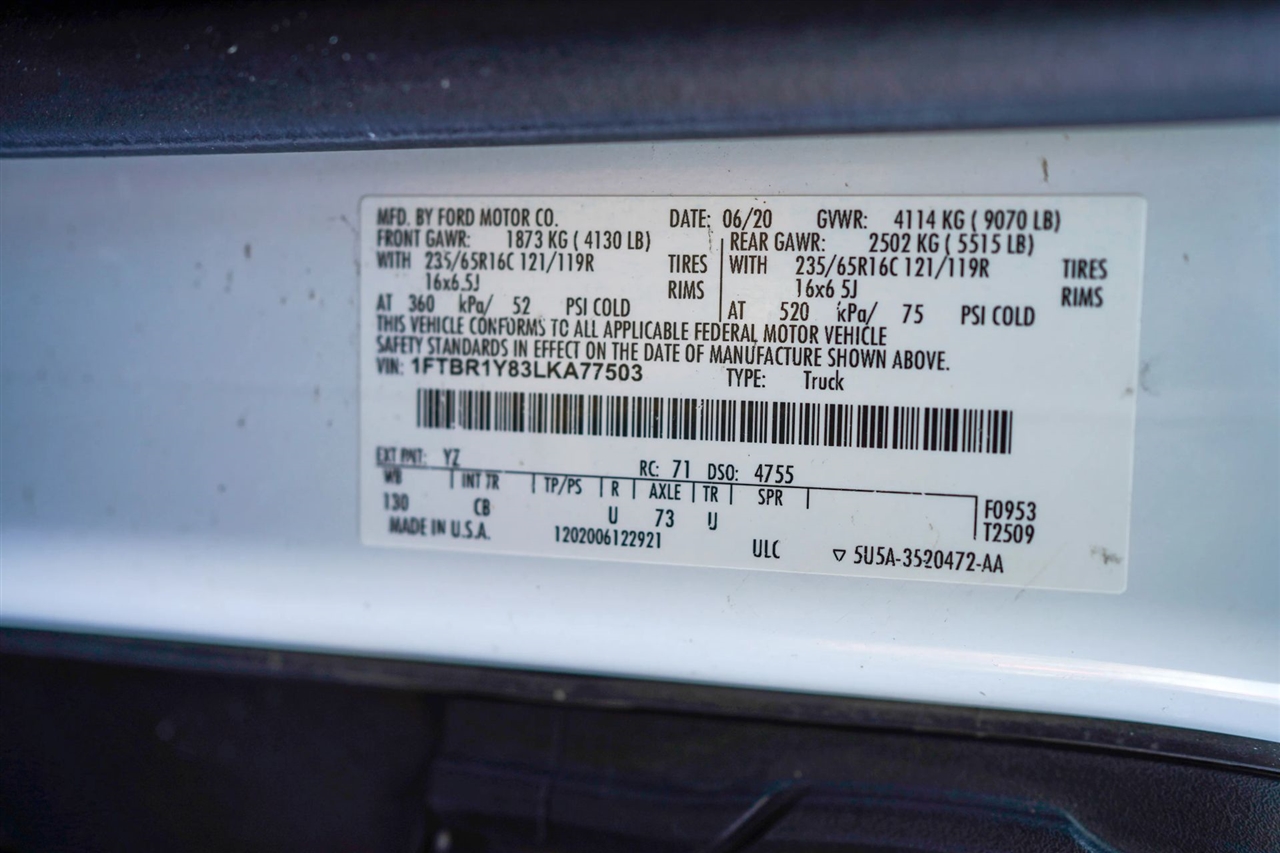 MFD. BY FORD MOTOR CO. DATE: 06/20 GVWR: 4114 KG ( 9070 LB)
FRONT GAWR: 1873 KG ( 4130 LB) REAR GAWR: 2502 KG ( 5515 LB)
WITH 235/65R16C 121/119R TIRES WITH 235/65R16C 121/119R TIRES
16x6.5J RIMS 16x6 5J RIMS
AT 360 kPa/ 52 PSI COLD AT 520 kPa/ 75 PSI COLD
THIS VEHICLE CONFORMS TO ALL APPLICABLE FEDERAL MOTOR VEHICLE
SAFETY STANDARDS IN EFFECT ON THE DATE OF MANUFACTURE SHOWN ABOVE.
VIN: 1FTBR1Y83LKA77503 TYPE: Truck
EXT PNT: YZ RC: 71 DSO: 4755
WB INT TR TP/PS R AXLE TR SPR F0953
130 CB U 73 IJ T2509
MADE IN U.S.A. 1202006122921 ULC ▽ 5U5A-3520472-AA